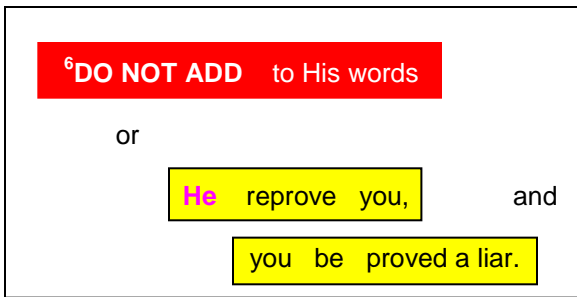 ⁶DO NOT ADD to His words
or
He reprove you, and
you be proved a liar.